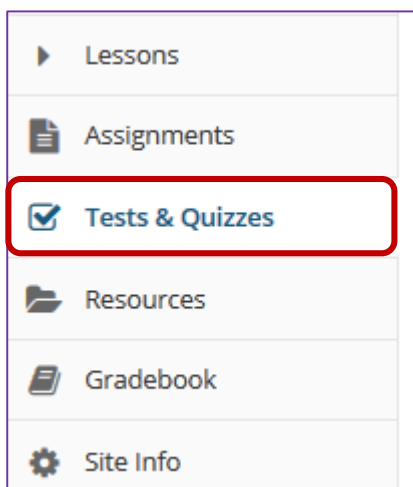 Lessons
Assignments
Tests & Quizzes
Resources
Gradebook
Site Info